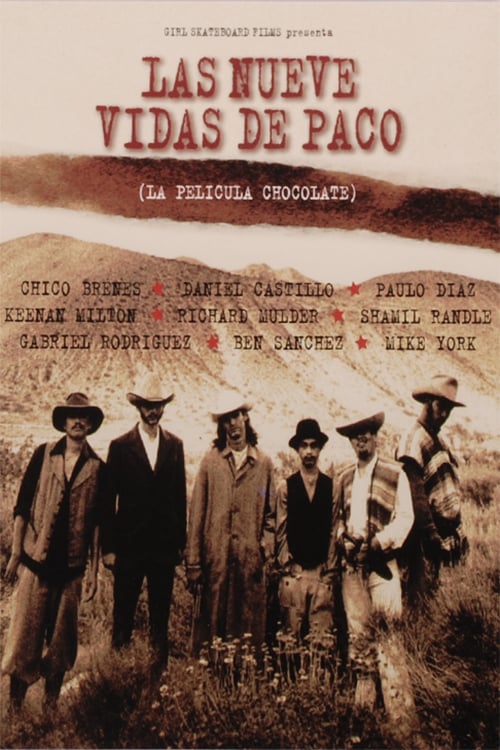 GIRL SKATEBOARD FILMS presenta
LAS NUEVE
VIDAS DE PACO
(LA PELICULA CHOCOLATE)
CHICO BRENES ★ DANIEL CASTILLO ★ PAULO DIAZ
KEENAN MILTON ★ RICHARD MULDER ★ SHAMIL RANDLE
GABRIEL RODRIGUEZ ★ BEN SANCHEZ ★ MIKE YORK